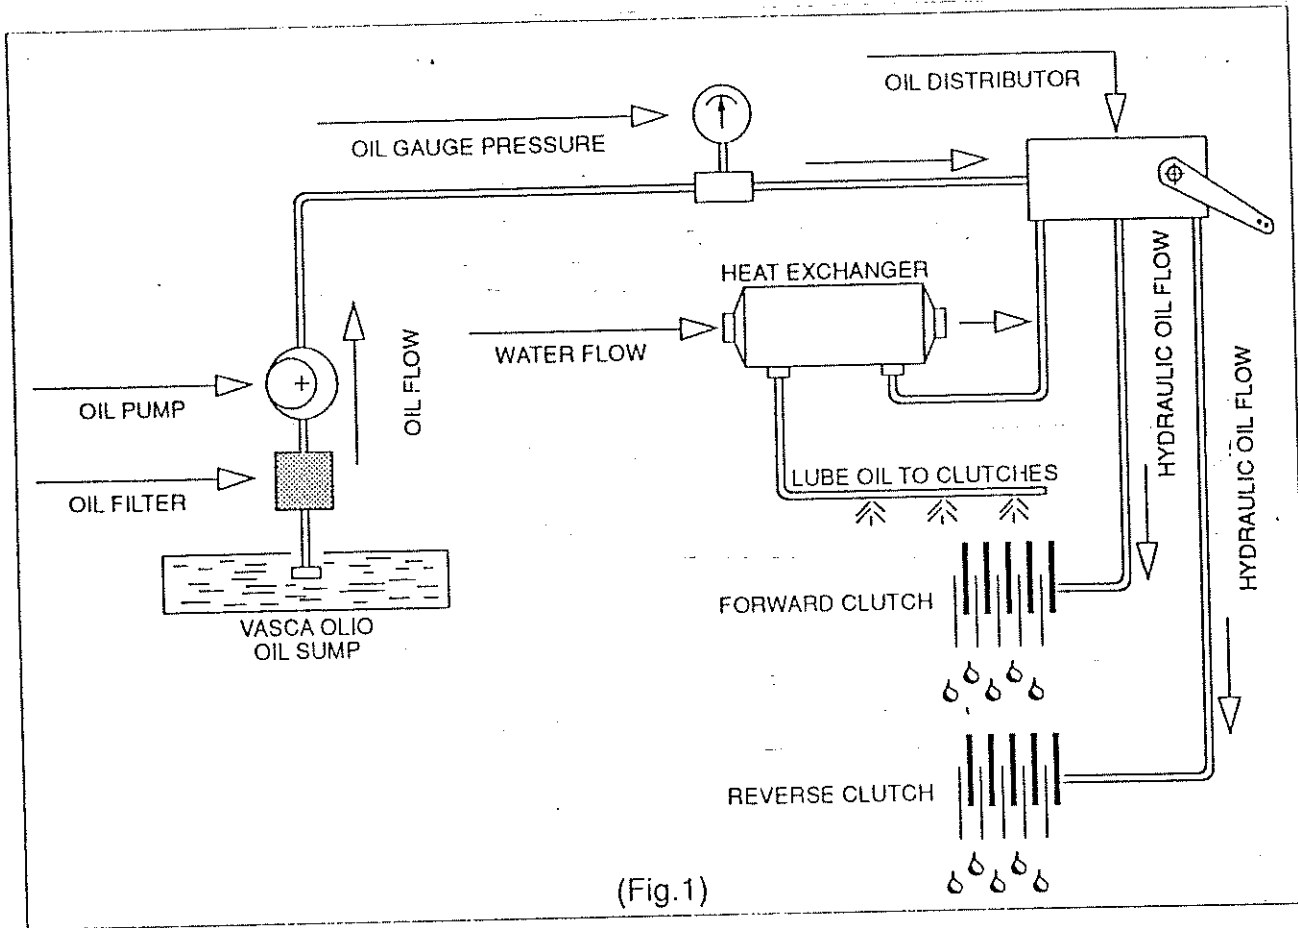 OIL DISTRIBUTOR
OIL GAUGE PRESSURE
HEAT EXCHANGER
WATER FLOW
OIL PUMP
OIL FLOW
OIL FILTER
VASCA OLIO
OIL SUMP
LUBE OIL TO CLUTCHES
HYDRAULIC OIL FLOW
HYDRAULIC OIL FLOW
FORWARD CLUTCH
REVERSE CLUTCH
(Fig.1)